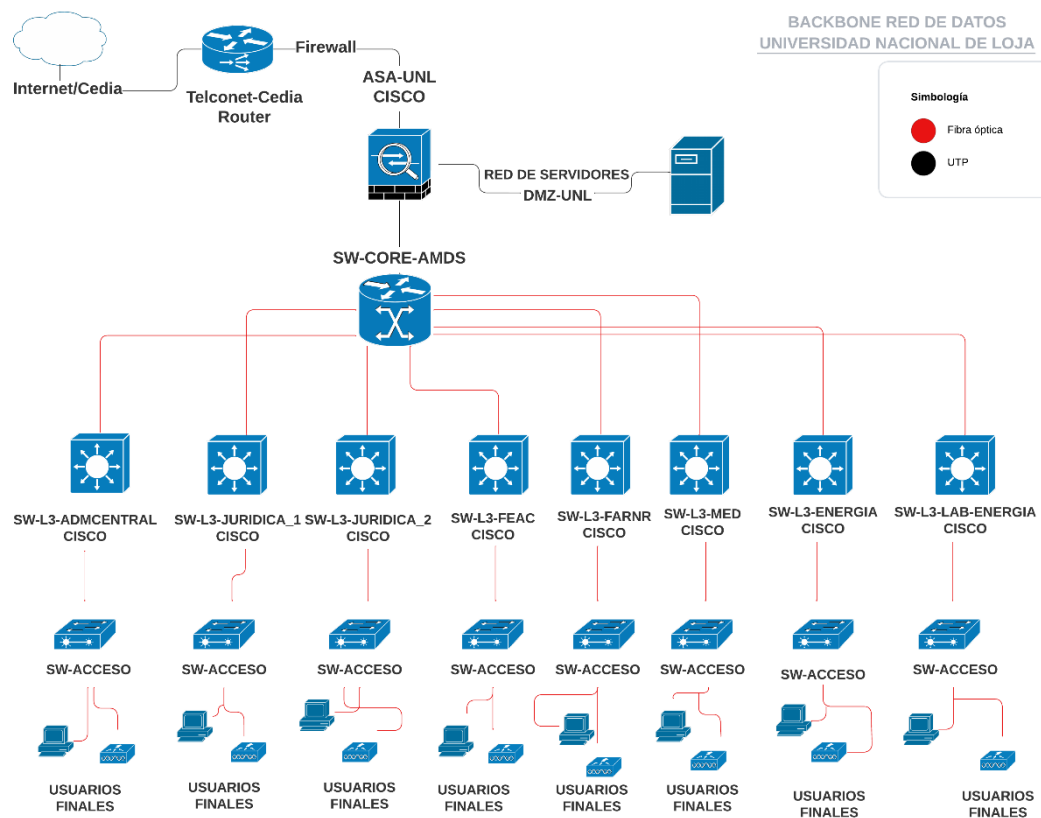 BACKBONE RED DE DATOS
UNIVERSIDAD NACIONAL DE LOJA
Simbología
Fibra óptica
UTP
Internet/Cedia
Telconet-Cedia
Router
Firewall
ASA-UNL
CISCO
RED DE SERVIDORES
DMZ-UNL
SW-CORE-AMDS
SW-L3-ADMCENTRAL
CISCO
SW-L3-JURIDICA_1
CISCO
SW-L3-JURIDICA_2
CISCO
SW-L3-FEAC
CISCO
SW-L3-FARNR
CISCO
SW-L3-MED
CISCO
SW-L3-ENERGIA
CISCO
SW-L3-LAB-ENERGIA
CISCO
SW-ACCESO
SW-ACCESO
SW-ACCESO
SW-ACCESO
SW-ACCESO
SW-ACCESO
SW-ACCESO
SW-ACCESO
USUARIOS
FINALES
USUARIOS
FINALES
USUARIOS
FINALES
USUARIOS
FINALES
USUARIOS
FINALES
USUARIOS
FINALES
USUARIOS
FINALES
USUARIOS
FINALES